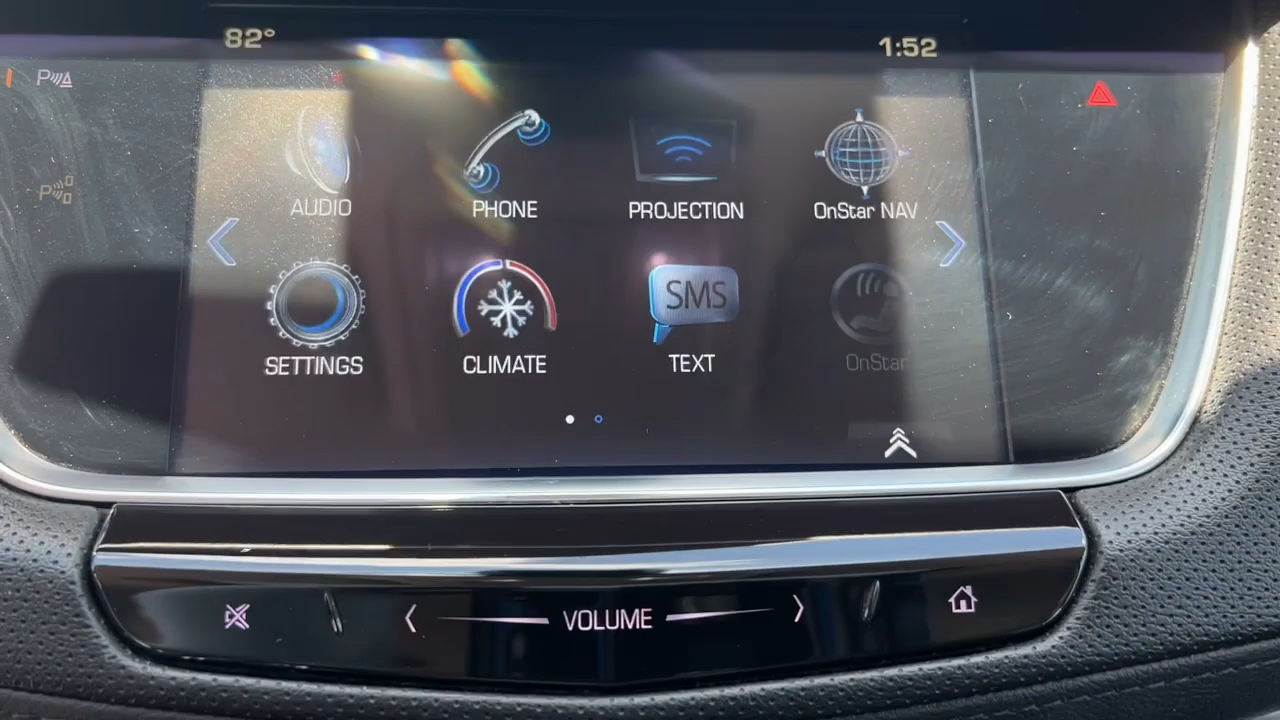 82°
1:52
P
AUDIO
PHONE
PROJECTION
OnStar NAV
P
SMS
SETTINGS
CLIMATE
TEXT
OnStar
VOLUME